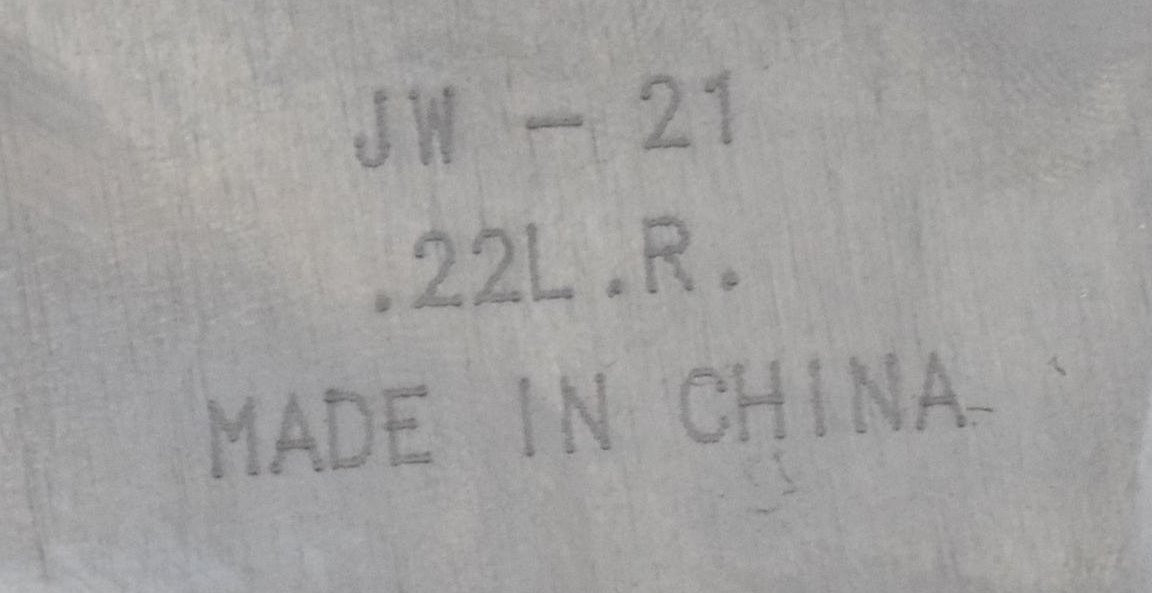 JW - 21
.22L.R.
MADE IN CHINA